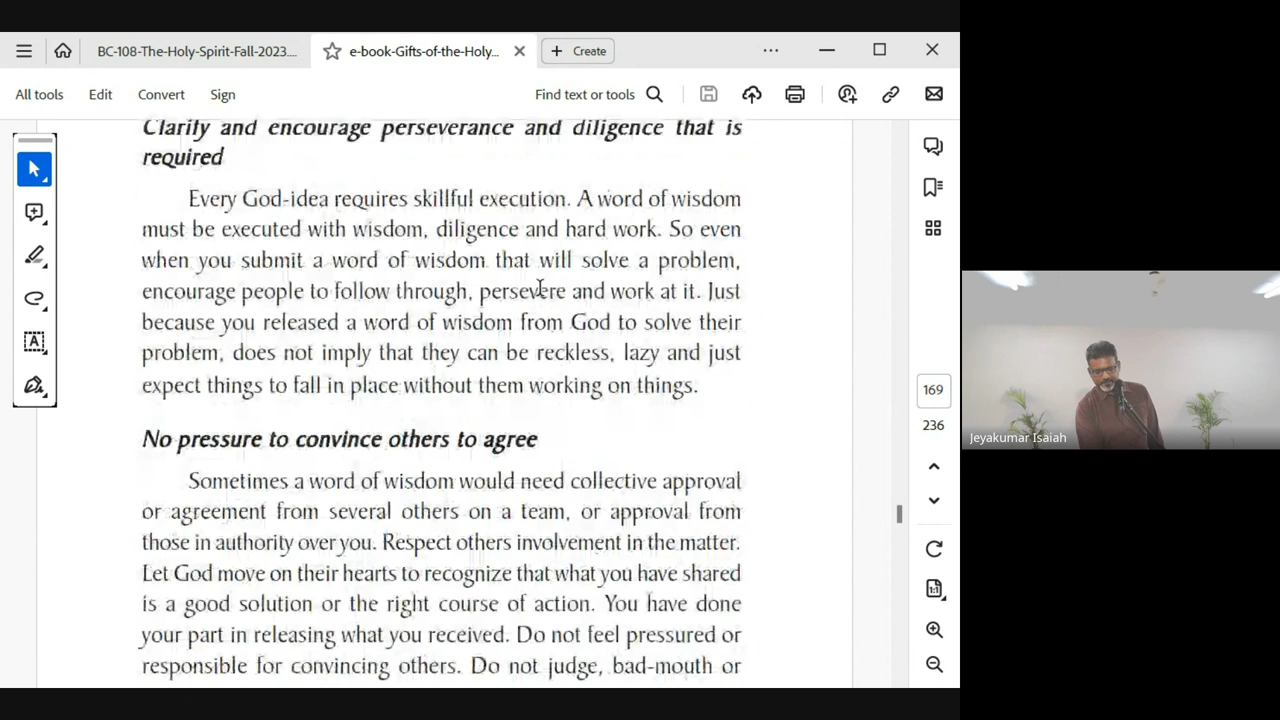 BC-108-The-Holy-Spirit-Fall-2023....
e-book-Gifts-of-the-Holy...
Create
All tools
Edit
Convert
Sign
Find text or tools
Clarify and encourage perseverance and diligence that is
required
Every God-idea requires skillful execution. A word of wisdom
must be executed with wisdom, diligence and hard work. So even
when you submit a word of wisdom that will solve a problem,
encourage people to follow through, persevere and work at it. Just
because you released a word of wisdom from God to solve their
problem, does not imply that they can be reckless, lazy and just
expect things to fall in place without them working on things.
No pressure to convince others to agree
Sometimes a word of wisdom would need collective approval
or agreement from several others on a team, or approval from
those in authority over you. Respect others involvement in the matter.
Let God move on their hearts to recognize that what you have shared
is a good solution or the right course of action. You have done
your part in releasing what you received. Do not feel pressured or
responsible for convincing others. Do not judge, bad-mouth or
169
236
1:1
Jeyakumar Isaiah